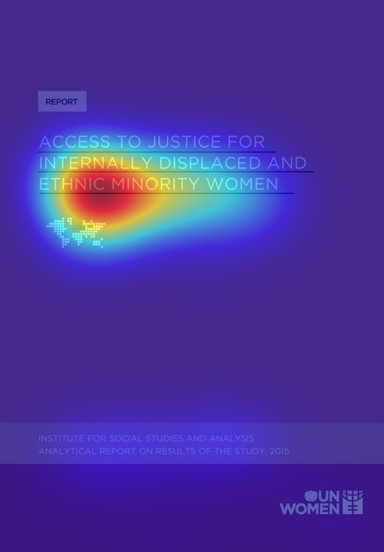 REPORT
ACCESS TO JUSTICE FOR
INTERNALLY DISPLACED AND
ETHNIC MINORITY WOMEN
INSTITUTE FOR SOCIAL STUDIES AND ANALYSIS
ANALYTICAL REPORT ON RESULTS OF THE STUDY, 2015
UN
WOMEN